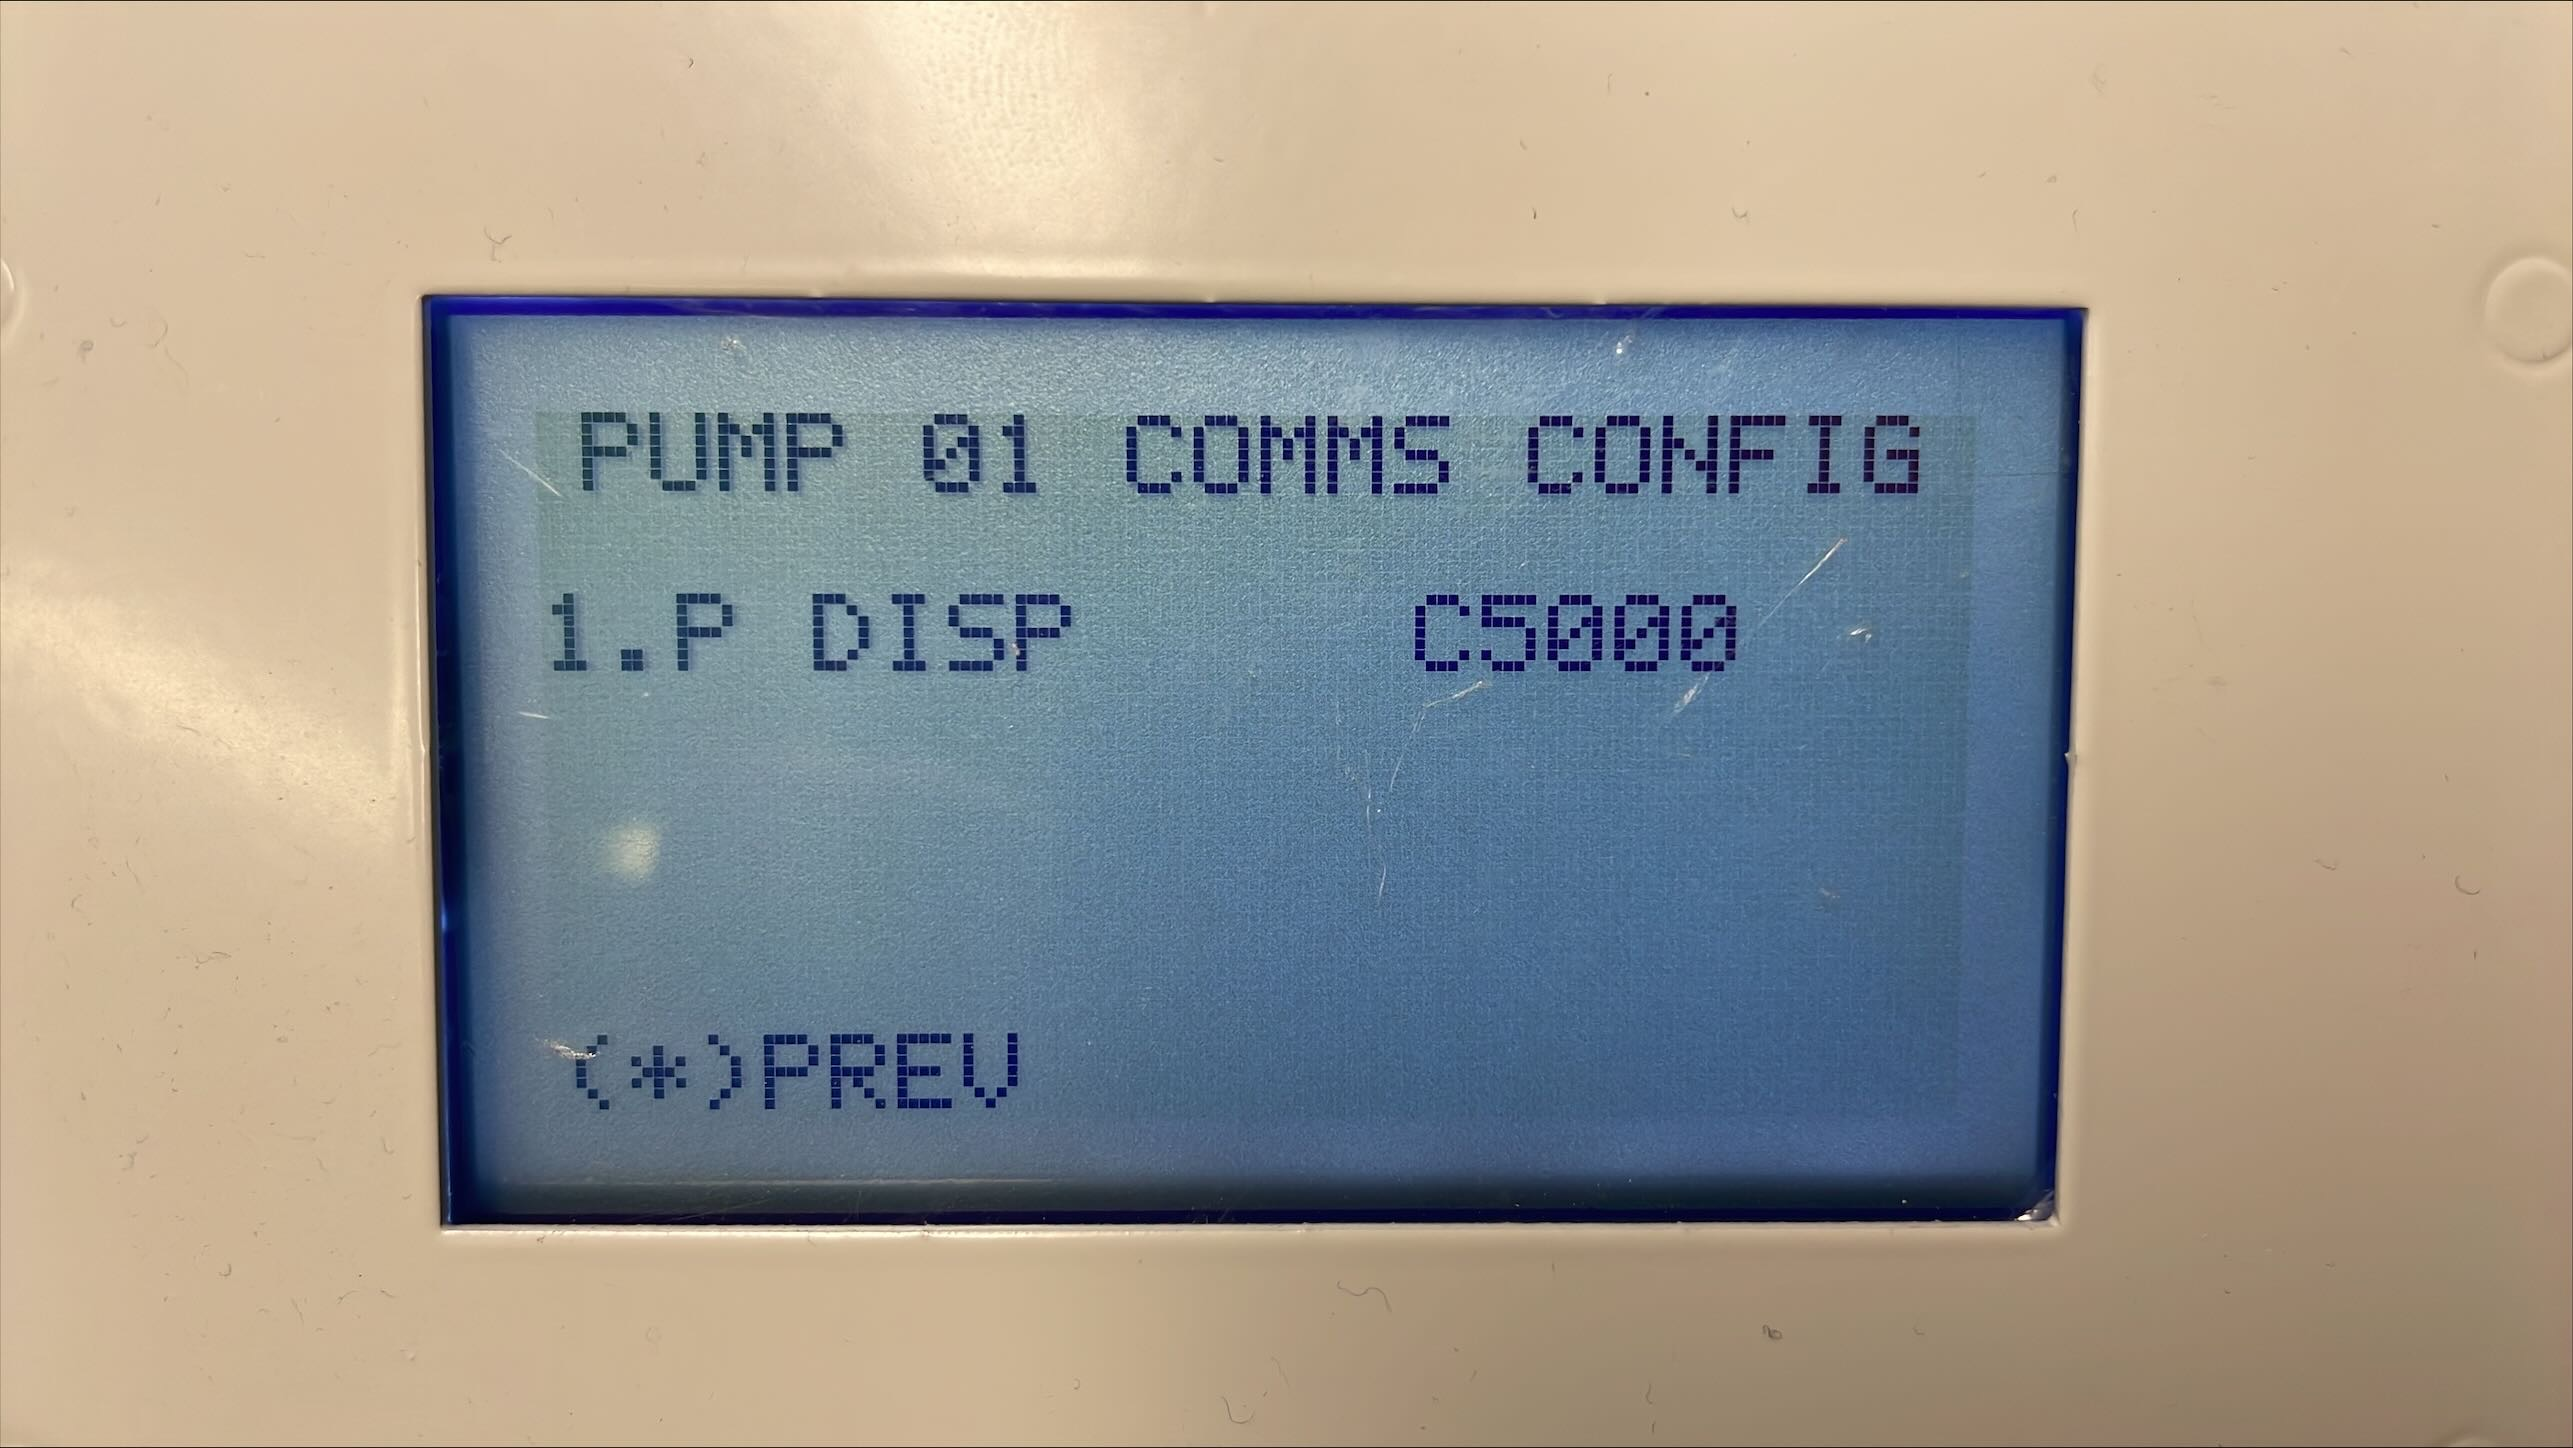 PUMP 01 COMMS CONFIG
1.P DISP C5000
(*)PREV